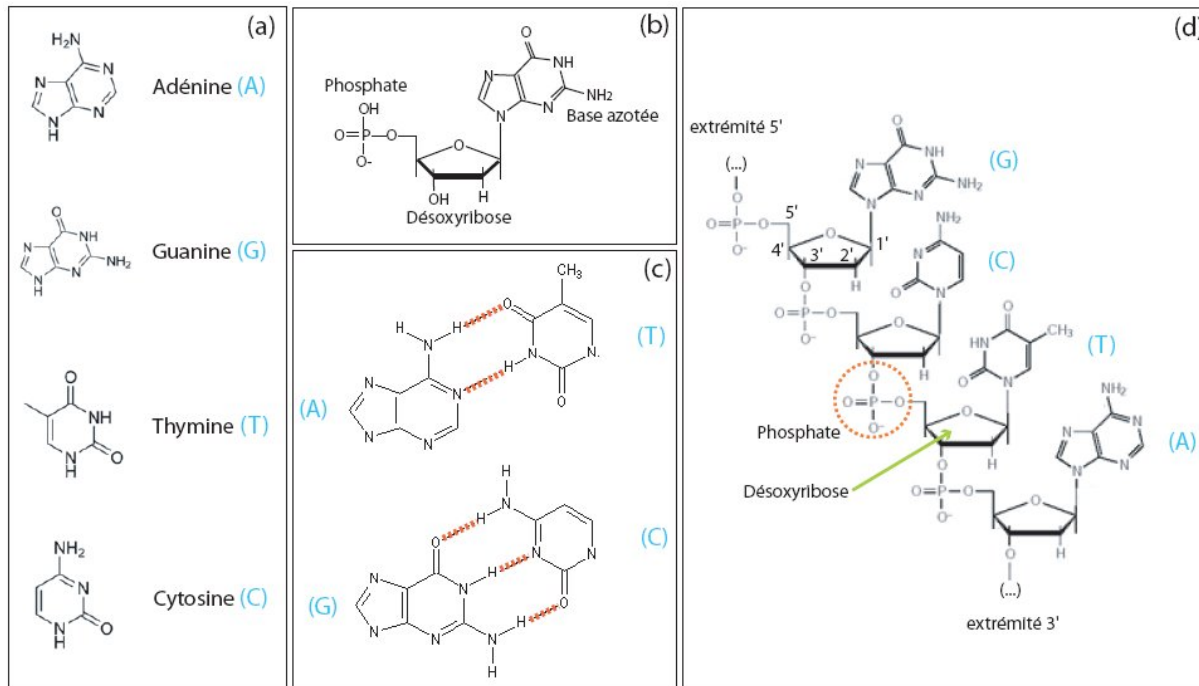 (a)
NH₂
N
N
N
N
H
Adénine (A)
O
N
NH
N
H
N
NH₂
Guanine (G)
O
NH
N
H
O
Thymine (T)
NH₂
N
N
H
O
Cytosine (C)
(b)
O
N
NH
Phosphate
OH
N
N
NH₂
Base azotée
O=P—O
O-
O
OH
H
Désoxyribose
(c)
CH₃
H
H
O
N
(T)
H
N
N
N
N
O
(A)
N
N
H
H
N
O
(C)
N
H
N
N
N
(G)
O
N
N
N
H
H
(d)
extrémité 5'
(...)
O
(G)
N
NH
N
N
NH₂
O
O=P—O
O-
5'
4'
3'
2'
1'
O
H
NH₂
(C)
N
O
N
O
O=P—O
O-
O
H
O
CH₃
(T)
HN
O
N
O
O=P—O
O-
Phosphate
O
H
NH₂
(A)
N
N
N
N
Désoxyribose
O
O=P—O
O-
O
H
O
(...)
extrémité 3'